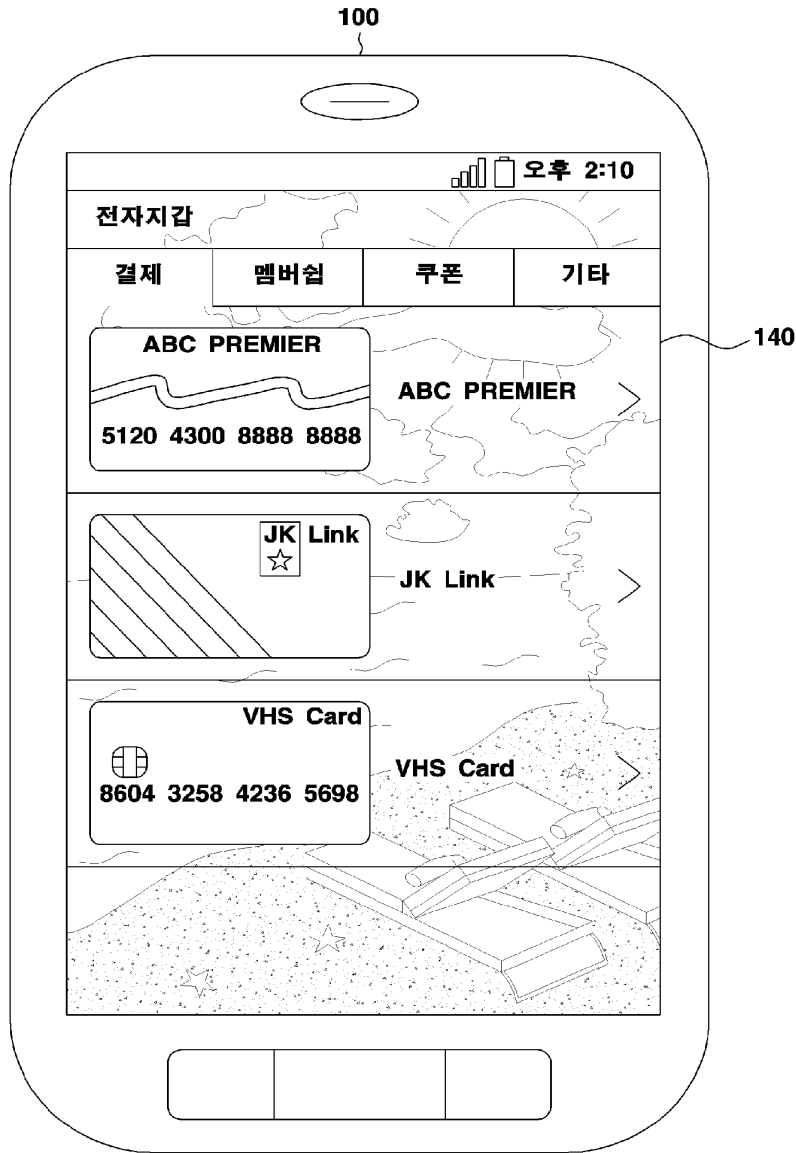 100
오후 2:10
전자지갑
결제 멤버쉽 쿠폰 기타
140
ABC PREMIER
ABC PREMIER
5120 4300 8888 8888
JK Link
JK Link
VHS Card
VHS Card
8604 3258 4236 5698